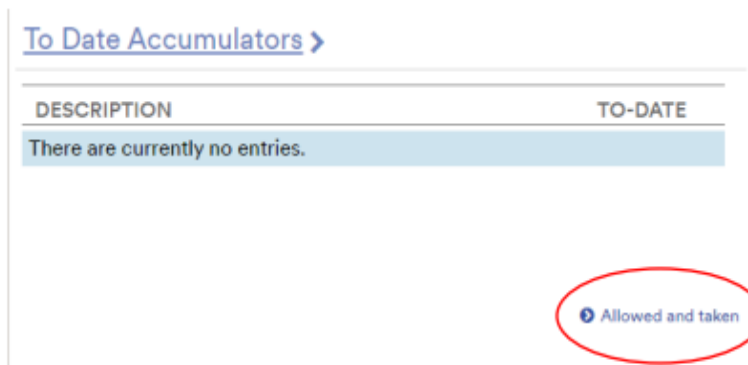 To Date Accumulators
DESCRIPTION TO-DATE
There are currently no entries.
Allowed and taken